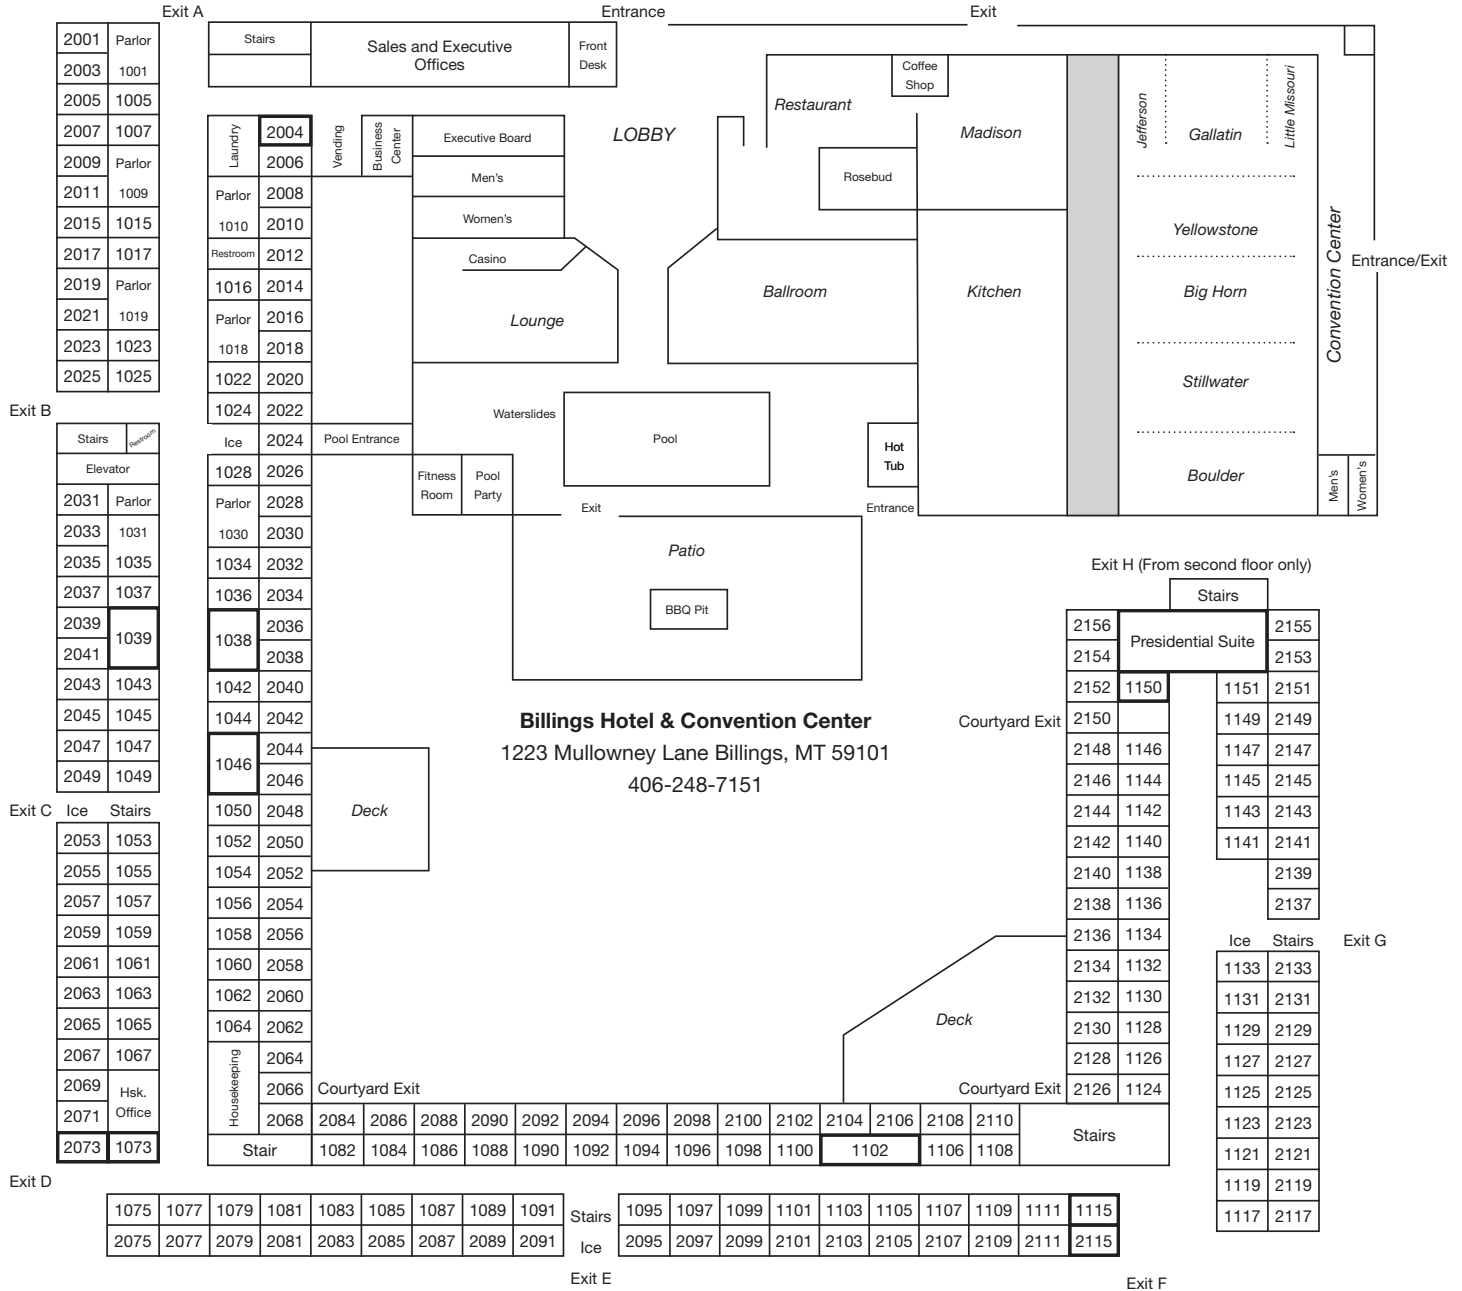 Exit A
Entrance
Exit
2001 Parlor
2003 1001
2005 1005
2007 1007
2009 Parlor
2011 1009
2015 1015
2017 1017
2019 Parlor
2021 1019
2023 1023
2025 1025
Exit B
Stairs Restroom
Elevator
2031 Parlor
2033 1031
2035 1035
2037 1037
2039
1039
2041
2043 1043
2045 1045
2047 1047
2049 1049
Exit C Ice Stairs
2053 1053
2055 1055
2057 1057
2059 1059
2061 1061
2063 1063
2065 1065
2067 1067
2069
Hsk.
Office
2071
2073 1073
Exit D
Stairs
Sales and Executive
Offices
Front
Desk
Laundry
2004
2006
Parlor 2008
1010 2010
Restroom 2012
1016 2014
Parlor 2016
1018 2018
1022 2020
1024 2022
Ice 2024 Pool Entrance
1028 2026
Parlor 2028
1030 2030
1034 2032
1036 2034
1038
2036
2038
1042 2040
1044 2042
1046
2044
2046
1050 2048
1052 2050
1054 2052
1056 2054
1058 2056
1060 2058
1062 2060
1064 2062
Housekeeping
2064
2066 Courtyard Exit
2068
Stair
Vending
Business
Center
Executive Board
Men's
Women's
Casino
Lounge
LOBBY
Restaurant
Coffee
Shop
Rosebud
Madison
Ballroom
Kitchen
Jefferson
Gallatin
Little Missouri
Yellowstone
Big Horn
Stillwater
Boulder
Convention Center
Entrance/Exit
Men's
Women's
Waterslides
Pool
Hot
Tub
Fitness
Room
Pool
Party
Exit
Entrance
Patio
BBQ Pit
Billings Hotel & Convention Center
1223 Mullowney Lane Billings, MT 59101
406-248-7151
Deck
Deck
Exit H (From second floor only)
Stairs
Presidential Suite
2156
2154
2152 1150
Courtyard Exit 2150
2148 1146
2146 1144
2144 1142
2142 1140
2140 1138
2138 1136
2136 1134
2134 1132
2132 1130
2130 1128
2128 1126
Courtyard Exit 2126 1124
2155
2153
1151 2151
1149 2149
1147 2147
1145 2145
1143 2143
1141 2141
2139
2137
Ice Stairs Exit G
1133 2133
1131 2131
1129 2129
1127 2127
1125 2125
1123 2123
1121 2121
1119 2119
1117 2117
2084 2086 2088 2090 2092 2094 2096 2098 2100 2102 2104 2106 2108 2110
1082 1084 1086 1088 1090 1092 1094 1096 1098 1100 1102 1106 1108
Stairs
1075 1077 1079 1081 1083 1085 1087 1089 1091 Stairs 1095 1097 1099 1101 1103 1105 1107 1109 1111 1115
2075 2077 2079 2081 2083 2085 2087 2089 2091 Ice 2095 2097 2099 2101 2103 2105 2107 2109 2111 2115
Exit E
Exit F